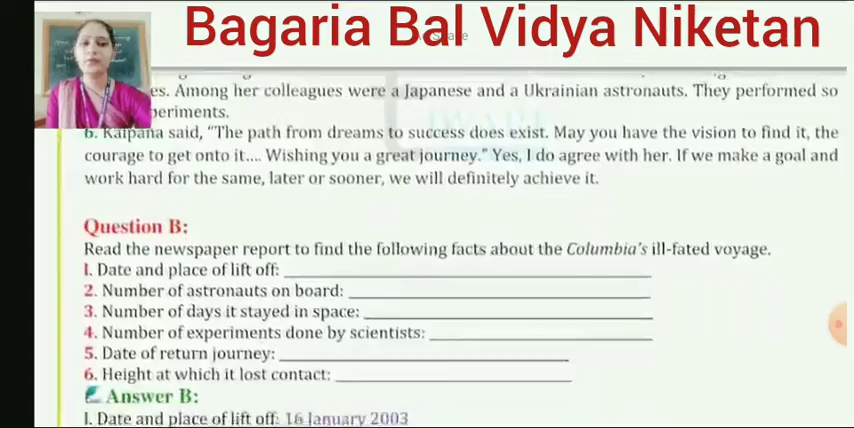 Bagaria Bal Vidya Niketan
es. Among her colleagues were a Japanese and a Ukrainian astronauts. They performed so
periments.
6. Kalpana said, “The path from dreams to success does exist. May you have the vision to find it, the
courage to get onto it.... Wishing you a great journey.” Yes, I do agree with her. If we make a goal and
work hard for the same, later or sooner, we will definitely achieve it.
Question B:
Read the newspaper report to find the following facts about the Columbia's ill-fated voyage.
1. Date and place of lift off: ____________________
2. Number of astronauts on board: ____________________
3. Number of days it stayed in space: ____________________
4. Number of experiments done by scientists: ____________________
5. Date of return journey: ____________________
6. Height at which it lost contact: ____________________
Answer B:
1. Date and place of lift off: 16 January 2003